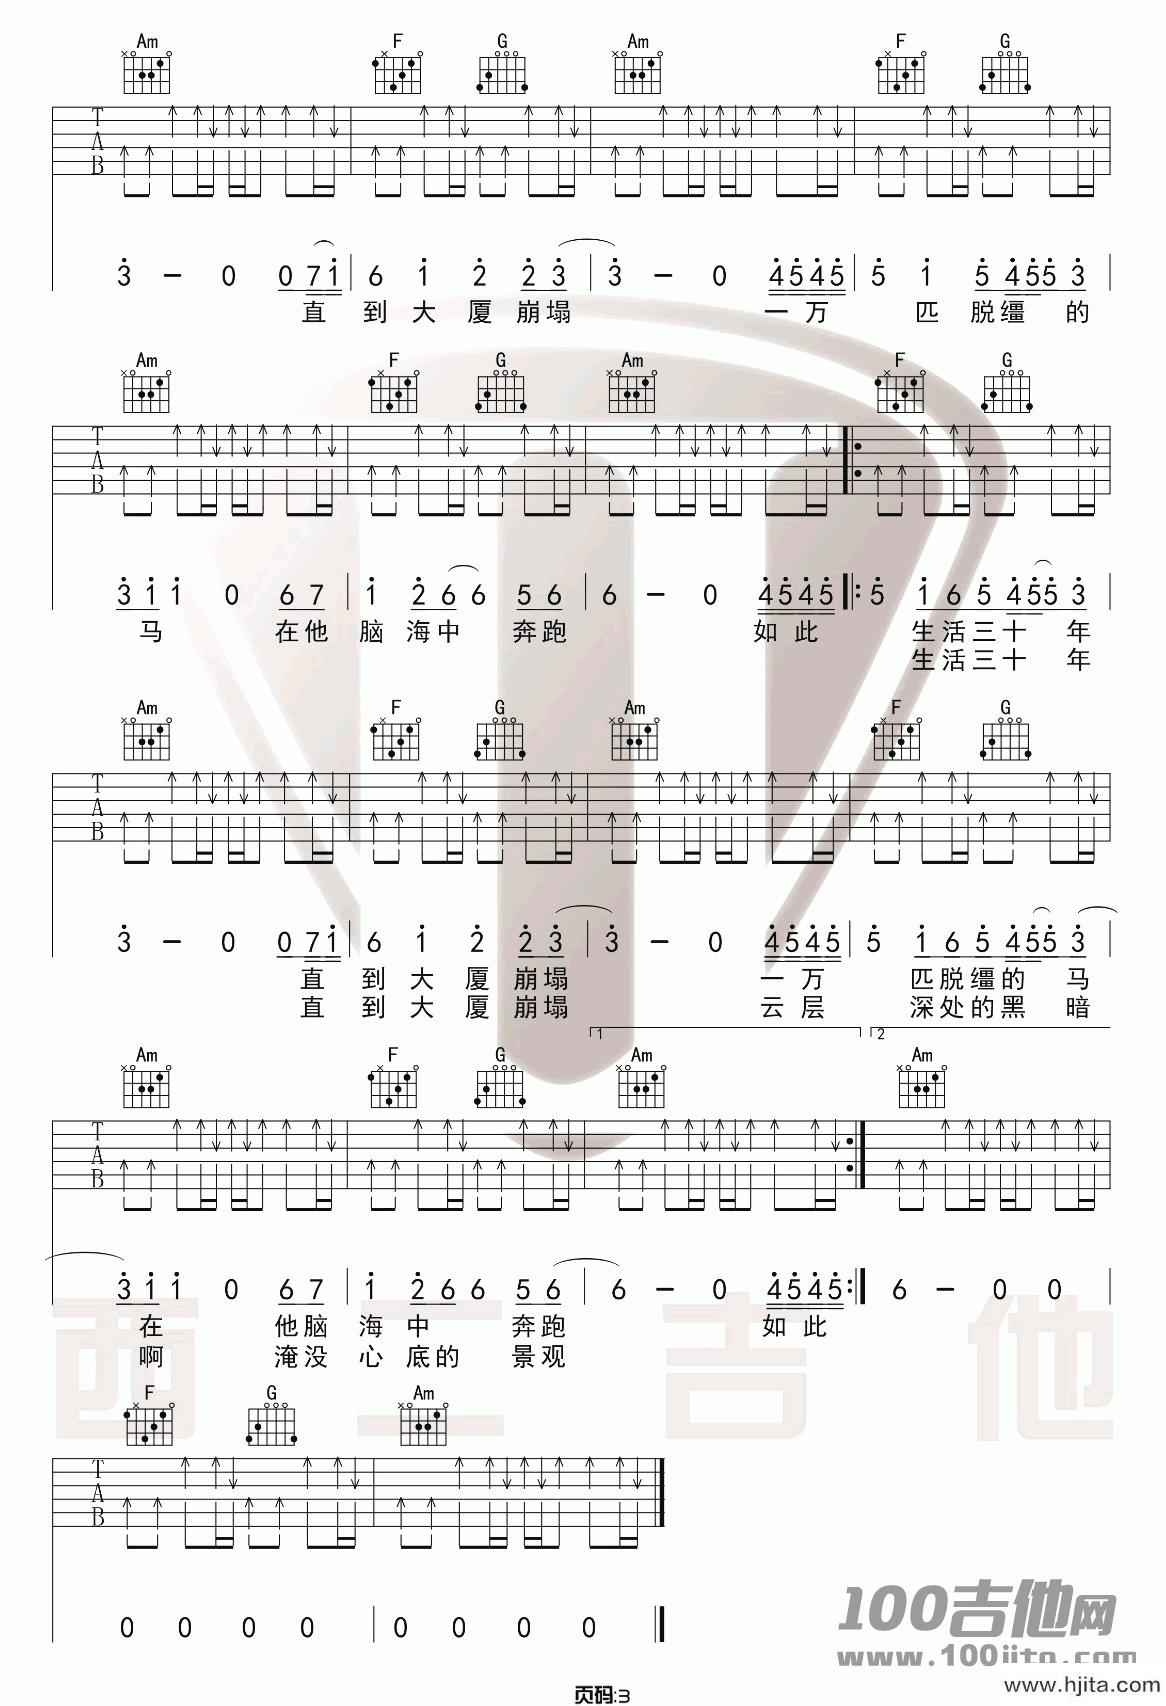 Am F G Am F G
T A B
3 - 0 0 7 1 | 6 1 2 2 3 | 3 - 0 4 5 4 5 | 5 1 5 4 5 5 3 |
直 到 大 厦 崩 塌 一 万 匹 脱 缰 的
Am F G Am F G
T A B
3 1 1 0 6 7 | 1 2 6 6 5 6 | 6 - 0 4 5 4 5 |: 5 1 6 5 4 5 5 3
马 在 他 脑 海 中 奔 跑 如 此 生 活 三 十 年
生 活 三 十 年
Am F G Am F G
T A B
3 - 0 0 7 1 | 6 1 2 2 3 | 3 - 0 4 5 4 5 | 5 1 6 5 4 5 5 3
直 到 大 厦 崩 塌 一 万 匹 脱 缰 的 马
直 到 大 厦 崩 塌 云 层 深 处 的 黑 暗
1 2
Am F G Am Am
T A B
3 1 1 0 6 7 | 1 2 6 6 5 6 | 6 - 0 4 5 4 5 :| 6 - 0 0 |
在 他 脑 海 中 奔 跑 如 此
啊 淹 没 心 底 的 景 观
西 二 吉 他
F G Am
T A B
0 0 0 0 | 0 0 0 0
100吉他网
www.100jita.com
www.hjita.com
页码:3